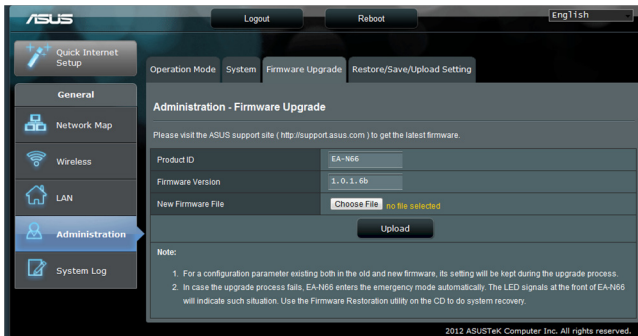 ASUS
Logout
Reboot
English
Quick Internet
Setup
General
Network Map
Wireless
LAN
Administration
System Log
Operation Mode
System
Firmware Upgrade
Restore/Save/Upload Setting
Administration - Firmware Upgrade
Please visit the ASUS support site ( http://support.asus.com ) to get the latest firmware.
Product ID
EA-N66
Firmware Version
1.0.1.6b
New Firmware File
Choose File no file selected
Upload
Note:
1. For a configuration parameter existing both in the old and new firmware, its setting will be kept during the upgrade process.
2. In case the upgrade process fails, EA-N66 enters the emergency mode automatically. The LED signals at the front of EA-N66
will indicate such situation. Use the Firmware Restoration utility on the CD to do system recovery.
2012 ASUSTeK Computer Inc. All rights reserved.